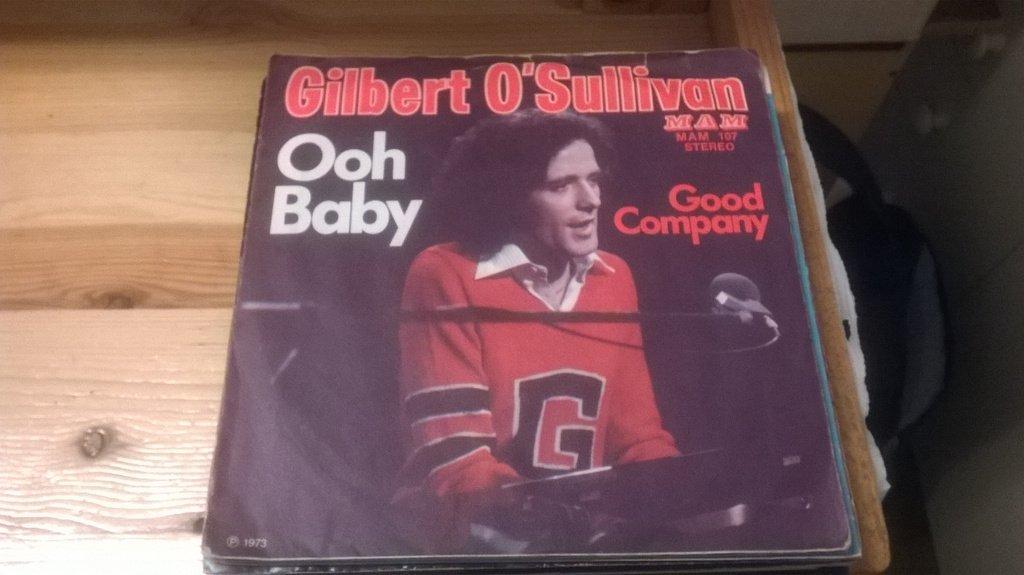 Gilbert O'Sullivan
MAM
MAM 107
STEREO
Ooh
Baby
Good
Company
G
℗ 1973